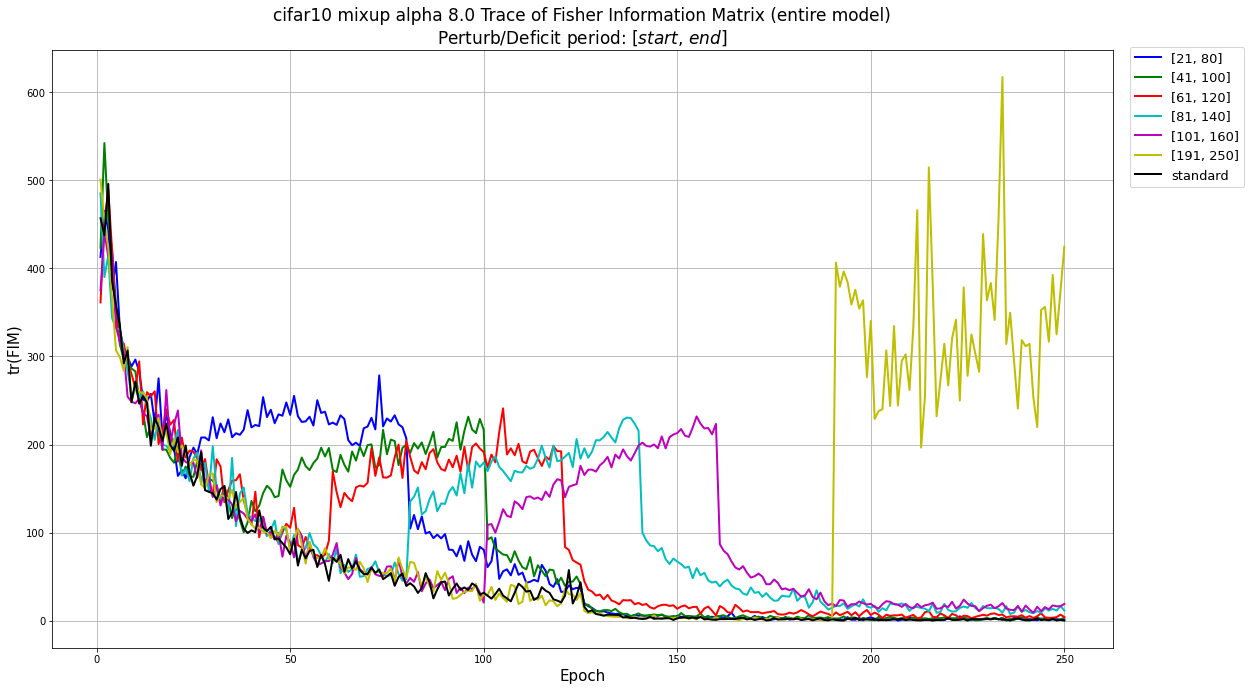 cifar10 mixup alpha 8.0 Trace of Fisher Information Matrix (entire model)
Perturb/Deficit period: [start, end]
[21, 80]
[41, 100]
[61, 120]
[81, 140]
[101, 160]
[191, 250]
standard
tr(FIM)
600
500
400
300
200
100
0
0 50 100 150 200 250
Epoch